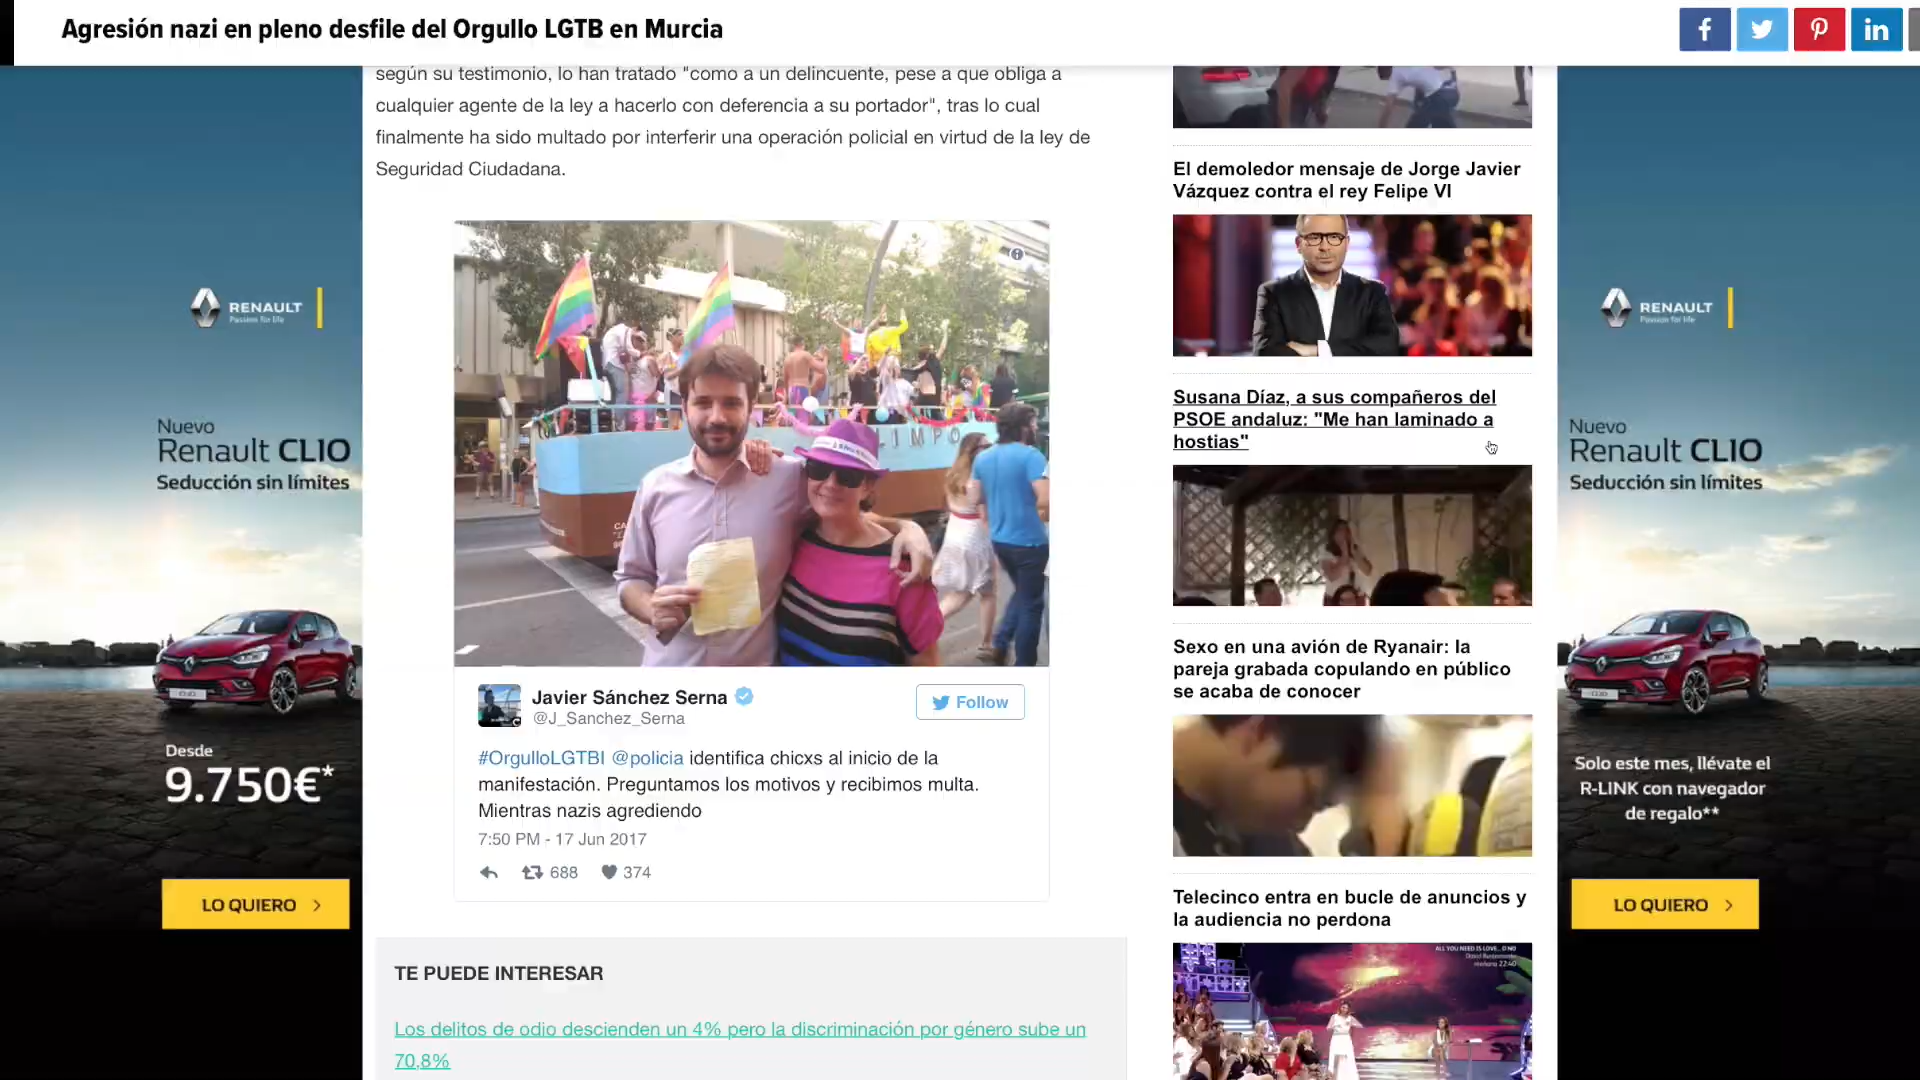 Agresión nazi en pleno desfile del Orgullo LGTB en Murcia
según su testimonio, lo han tratado "como a un delincuente, pese a que obliga a
cualquier agente de la ley a hacerlo con deferencia a su portador", tras lo cual
finalmente ha sido multado por interferir una operación policial en virtud de la ley de
Seguridad Ciudadana.
Javier Sánchez Serna
@J_Sanchez_Serna
Follow
#OrgulloLGTBI @policia identifica chicxs al inicio de la
manifestación. Preguntamos los motivos y recibimos multa.
Mientras nazis agrediendo
7:50 PM - 17 Jun 2017
688 374
TE PUEDE INTERESAR
Los delitos de odio descienden un 4% pero la discriminación por género sube un
70,8%
El demoledor mensaje de Jorge Javier
Vázquez contra el rey Felipe VI
Susana Díaz, a sus compañeros del
PSOE andaluz: "Me han laminado a
hostias"
Sexo en una avión de Ryanair: la
pareja grabada copulando en público
se acaba de conocer
Telecinco entra en bucle de anuncios y
la audiencia no perdona
RENAULT
Passion for life
Nuevo
Renault CLIO
Seducción sin límites
Desde
9.750€*
LO QUIERO
RENAULT
Passion for life
Nuevo
Renault CLIO
Seducción sin límites
Solo este mes, llévate el
R-LINK con navegador
de regalo**
LO QUIERO